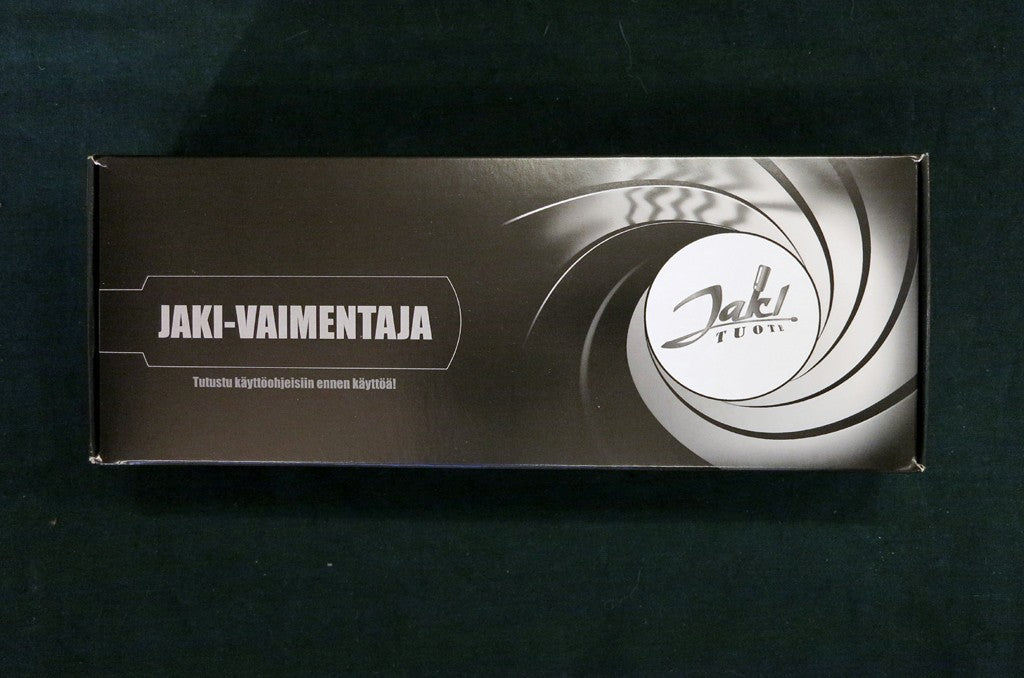 JAKI-VAIMENTAJA
Tutustu käyttöohjeisiin ennen käyttöä!
Jaki
TUOTE